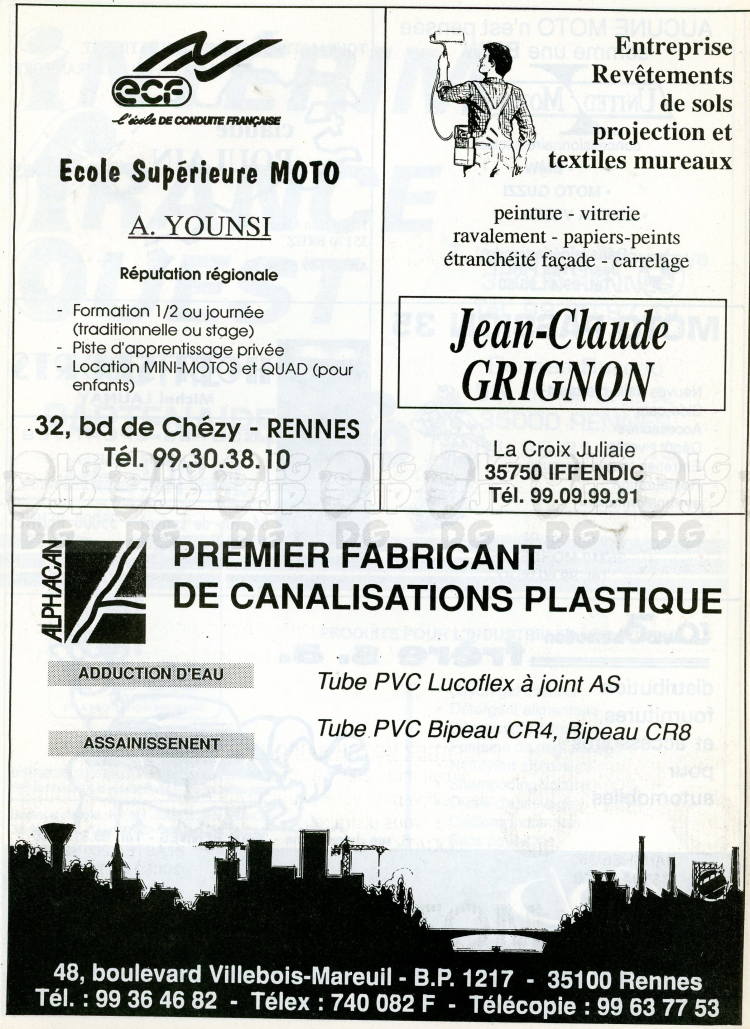 ecf
L'école DE CONDUITE FRANÇAISE
Ecole Supérieure MOTO
A. YOUNSI
Réputation régionale
- Formation 1/2 ou journée
(traditionnelle ou stage)
- Piste d'apprentissage privée
- Location MINI-MOTOS et QUAD (pour
enfants)
32, bd de Chézy - RENNES
Tél. 99.30.38.10
Entreprise
Revêtements
de sols
projection et
textiles mureaux
peinture - vitrerie
ravalement - papiers-peints
étranchéité façade - carrelage
Jean-Claude
GRIGNON
La Croix Juliaie
35750 IFFENDIC
Tél. 99.09.99.91
ALPHACAN
PREMIER FABRICANT
DE CANALISATIONS PLASTIQUE
ADDUCTION D'EAU
Tube PVC Lucoflex à joint AS
ASSAINISSENENT
Tube PVC Bipeau CR4, Bipeau CR8
48, boulevard Villebois-Mareuil - B.P. 1217 - 35100 Rennes
Tél. : 99 36 46 82 - Télex : 740 082 F - Télécopie : 99 63 77 53